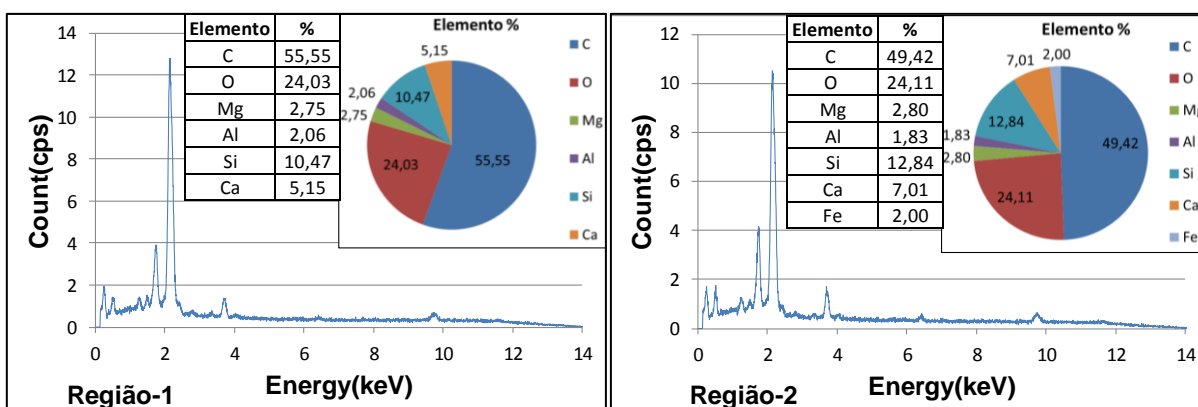 Elemento %
C 55,55
O 24,03
Mg 2,75
Al 2,06
Si 10,47
Ca 5,15
Elemento %
5,15
2,06
10,47
2,75
24,03
55,55
C
O
Mg
Al
Si
Ca
Count(cps)
14
12
10
8
6
4
2
0
0 2 4 6 8 10 12 14
Região-1
Energy(keV)
Elemento %
C 49,42
O 24,11
Mg 2,80
Al 1,83
Si 12,84
Ca 7,01
Fe 2,00
Elemento %
7,01
2,00
12,84
1,83
2,80
49,42
24,11
C
O
Mg
Al
Si
Ca
Fe
Count(cps)
12
10
8
6
4
2
0
0 2 4 6 8 10 12 14
Região-2
Energy(keV)